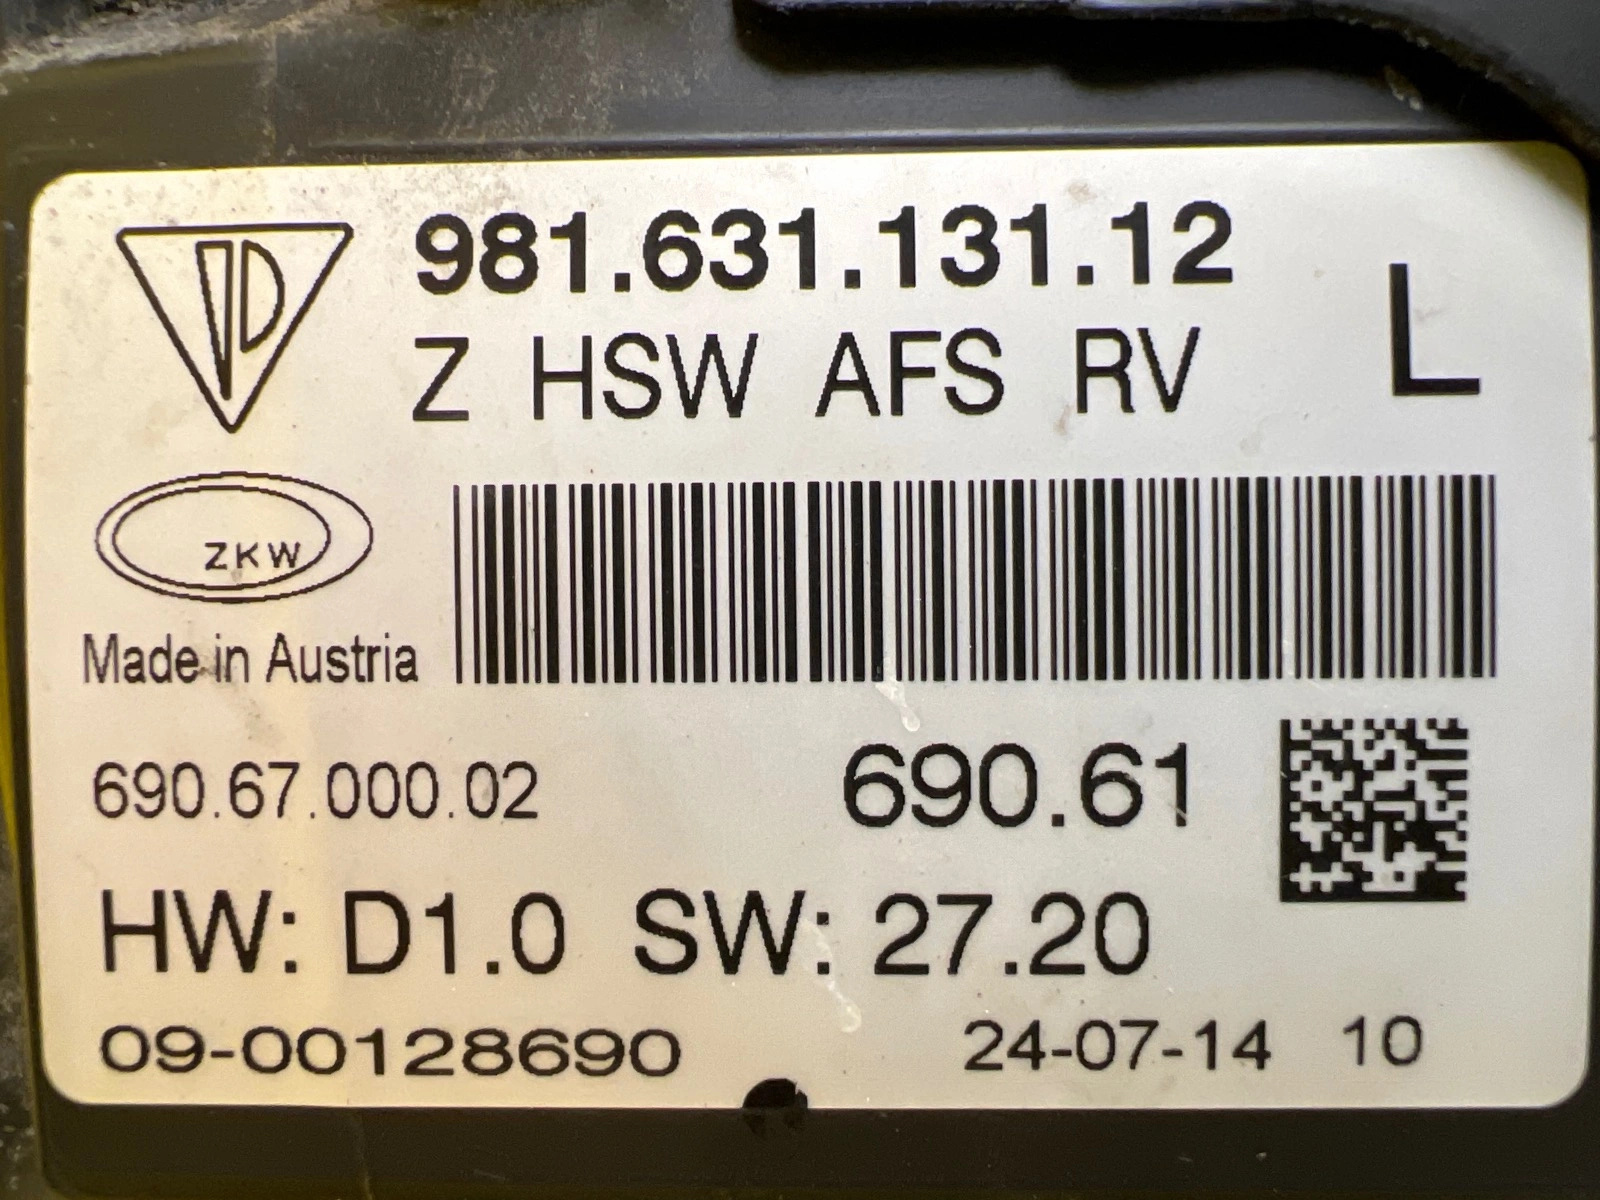 981.631.131.12
Z HSW AFS RV
L
ZKW
Made in Austria
690.67.000.02
690.61
HW: D1.0 SW: 27.20
09-00128690
24-07-14 10